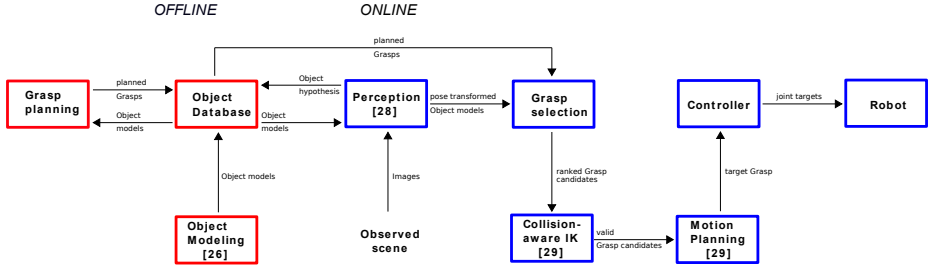 OFFLINE
ONLINE
planned
Grasps
Grasp
planning
planned
Grasps
Object
models
Object
Database
Object
hypothesis
Object
models
Perception
[28]
pose transformed
Object models
Grasp
selection
Controller
joint targets
Robot
Object models
Images
ranked Grasp
candidates
target Grasp
Object
Modeling
[26]
Observed
scene
Collision-
aware IK
[29]
valid
Grasp candidates
Motion
Planning
[29]